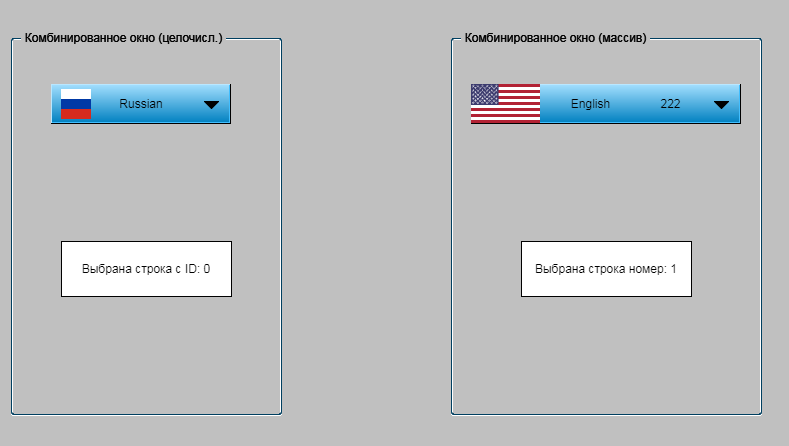 Комбинированное окно (целочисл.)
Russian
Выбрана строка с ID: 0
Комбинированное окно (массив)
English 222
Выбрана строка номер: 1